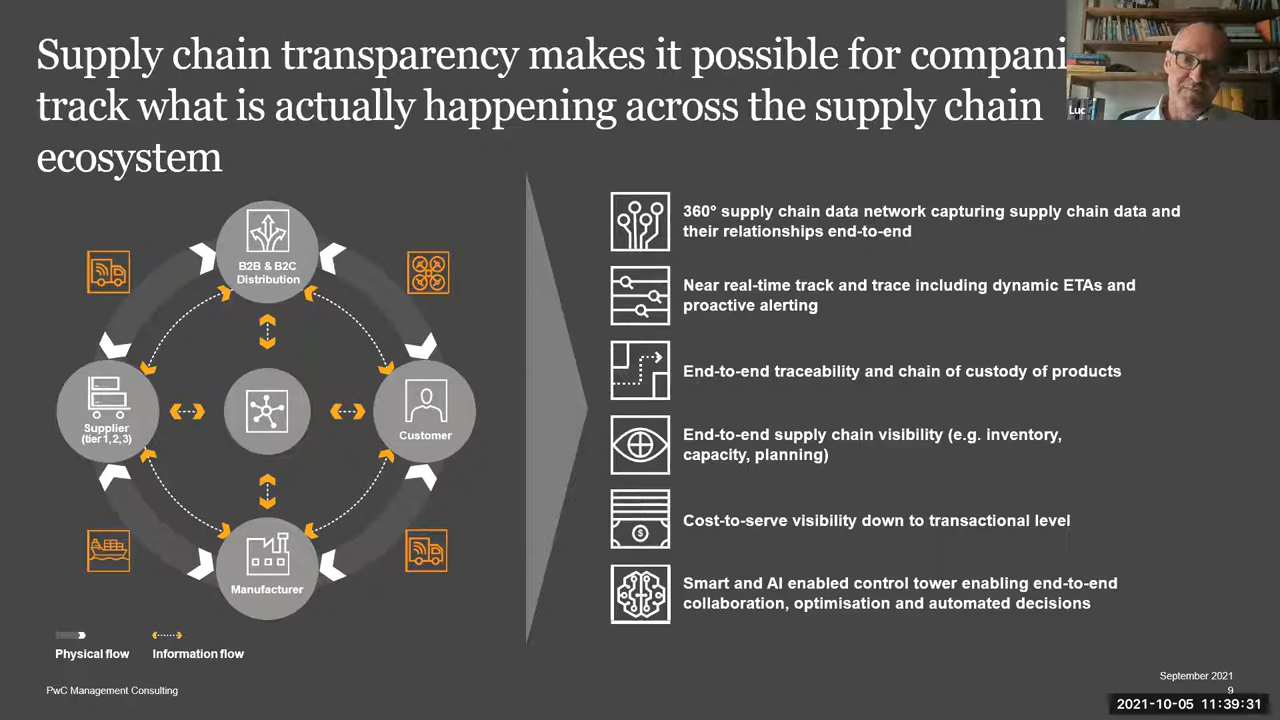 Supply chain transparency makes it possible for compani
track what is actually happening across the supply chain
ecosystem
Luc
B2B & B2C
Distribution
Supplier
(tier 1, 2, 3)
Customer
Manufacturer
Physical flow
Information flow
360° supply chain data network capturing supply chain data and
their relationships end-to-end
Near real-time track and trace including dynamic ETAs and
proactive alerting
End-to-end traceability and chain of custody of products
End-to-end supply chain visibility (e.g. inventory,
capacity, planning)
$
Cost-to-serve visibility down to transactional level
Smart and AI enabled control tower enabling end-to-end
collaboration, optimisation and automated decisions
PwC Management Consulting
September 2021
9
2021-10-05 11:39:31